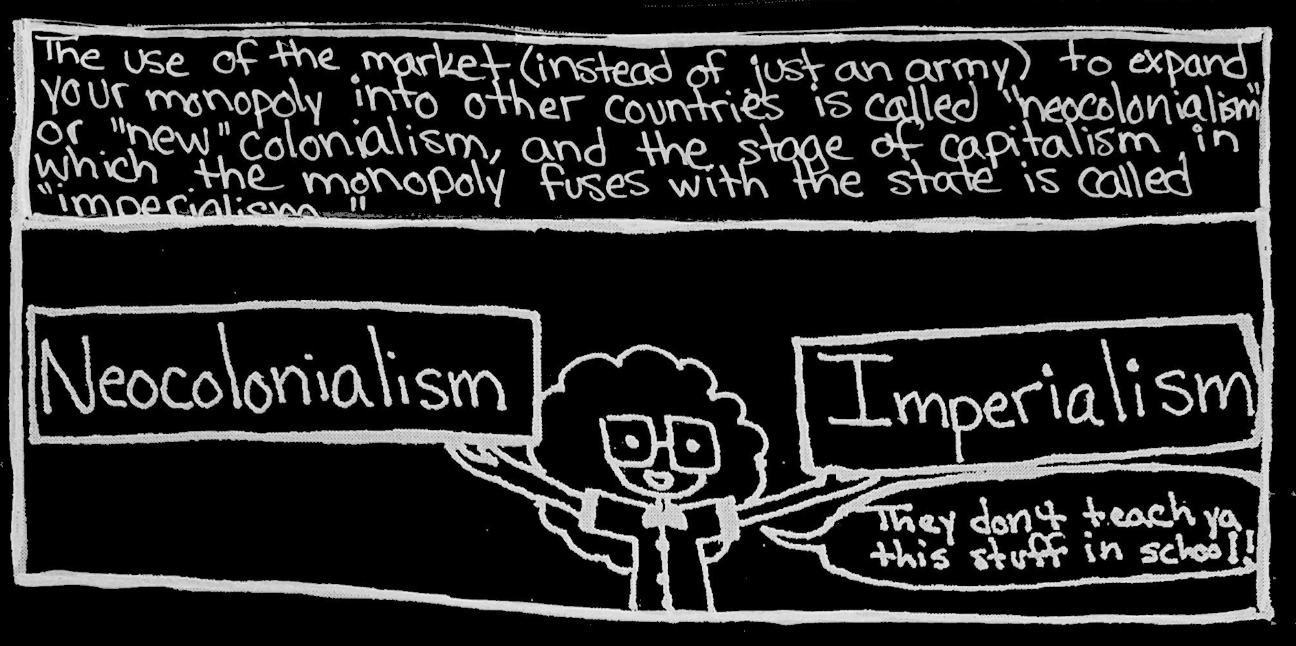 The use of the market (instead of just an army) to expand
your monopoly into other countries is called "neocolonialism"
or "new" colonialism, and the stage of capitalism in
which the monopoly fuses with the state is called
"imperialism."
Neocolonialism
Imperialism
They don't teach ya
this stuff in school!